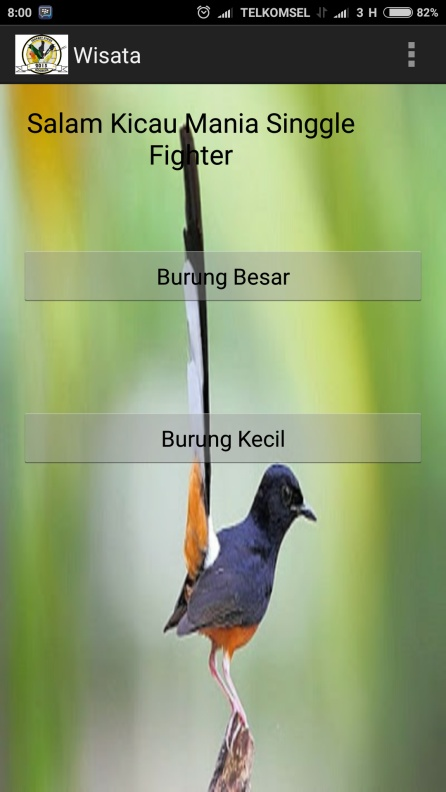 8:00 TELKOMSEL 3 H 82%
Wisata
Salam Kicau Mania Singgle
Fighter
Burung Besar
Burung Kecil